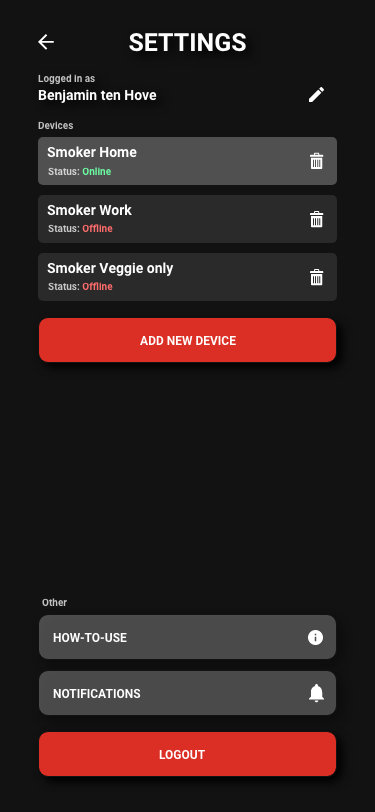 SETTINGS
Logged in as
Benjamin ten Hove
Devices
Smoker Home
Status: Online
Smoker Work
Status: Offline
Smoker Veggie only
Status: Offline
ADD NEW DEVICE
Other
HOW-TO-USE
NOTIFICATIONS
LOGOUT